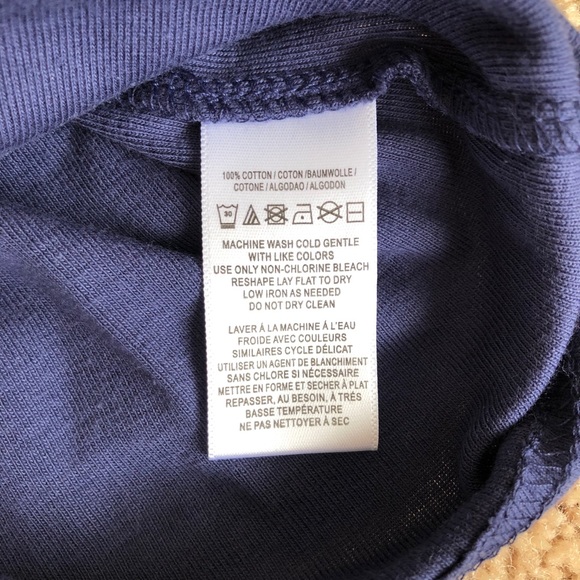 100% COTTON / COTON /BAUMWOLLE /
COTONE / ALGODAO / ALGODON
30
MACHINE WASH COLD GENTLE
WITH LIKE COLORS
USE ONLY NON-CHLORINE BLEACH
RESHAPE LAY FLAT TO DRY
LOW IRON AS NEEDED
DO NOT DRY CLEAN
LAVER À LA MACHINE À L'EAU
FROIDE AVEC COULEURS
SIMILAIRES CYCLE DÉLICAT
UTILISER UN AGENT DE BLANCHIMENT
SANS CHLORE SI NÉCESSAIRE
METTRE EN FORME ET SECHER À PLAT
REPASSER, AU BESOIN, À TRÈS
BASSE TEMPÉRATURE
NE PAS NETTOYER À SEC